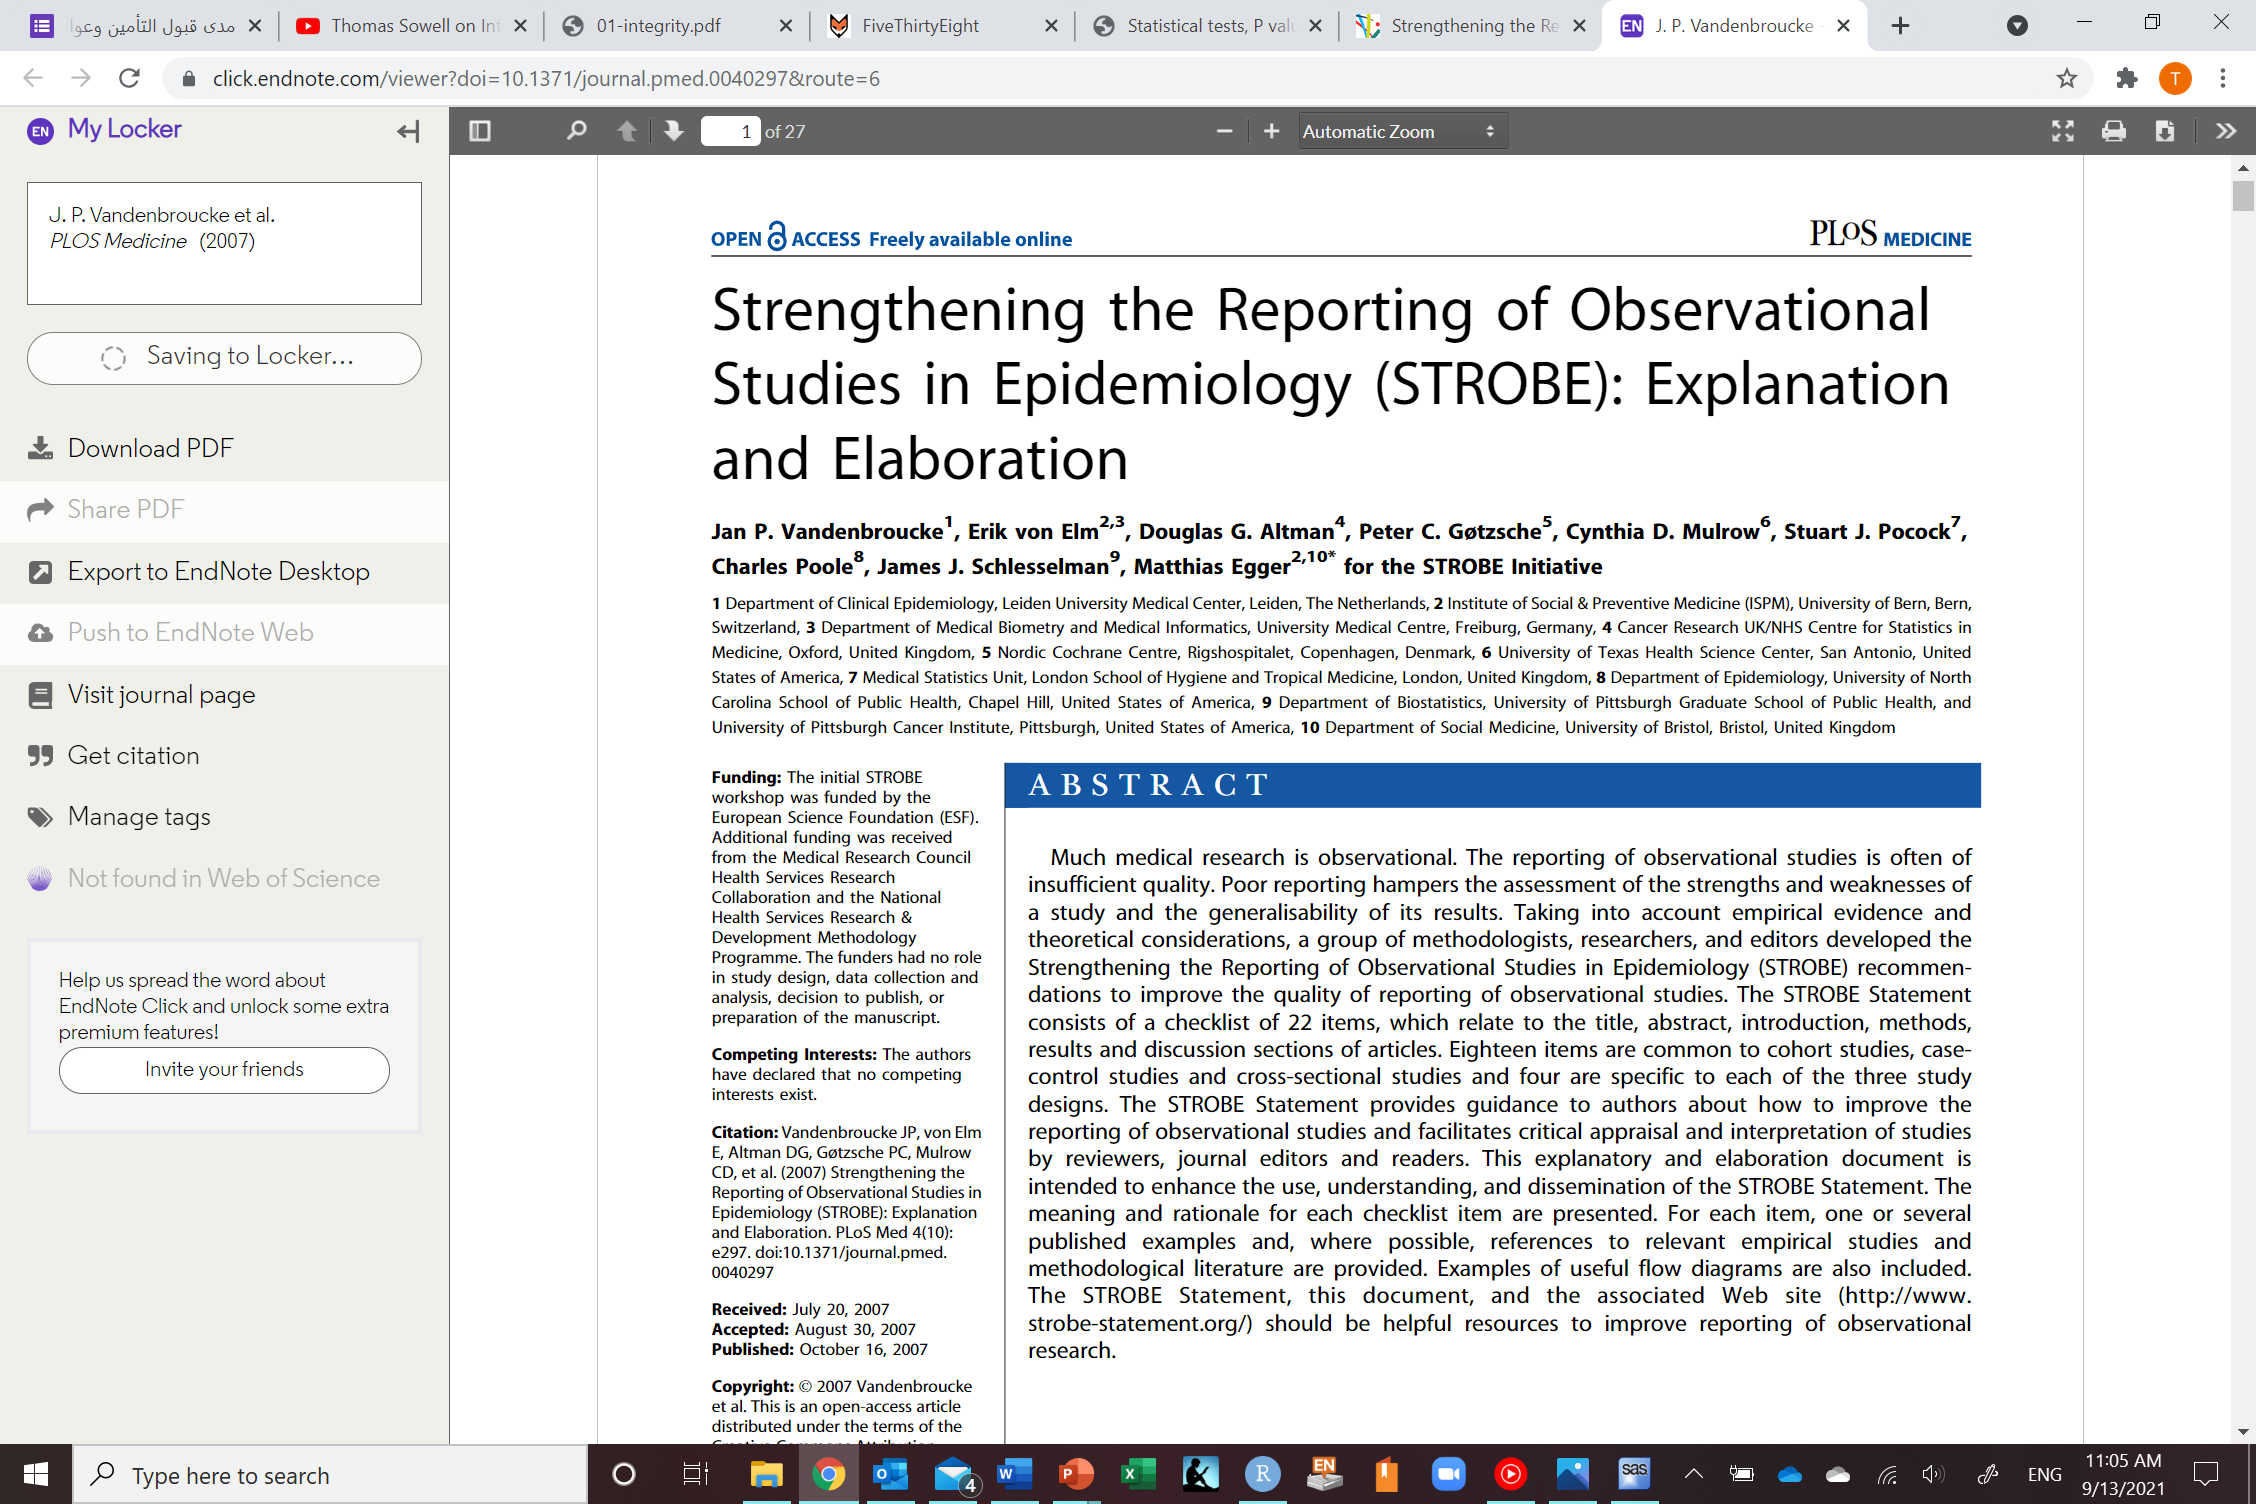 مدى قبول التأمين وعوا
Thomas Sowell on Int
01-integrity.pdf
FiveThirtyEight
Statistical tests, P valu
Strengthening the Re
EN J. P. Vandenbroucke -
T
click.endnote.com/viewer?doi=10.1371/journal.pmed.0040297&route=6
EN My Locker
1 of 27
Automatic Zoom
J. P. Vandenbroucke et al.
PLOS Medicine (2007)
Saving to Locker...
Download PDF
Share PDF
Export to EndNote Desktop
Push to EndNote Web
Visit journal page
Get citation
Manage tags
Not found in Web of Science
Help us spread the word about
EndNote Click and unlock some extra
premium features!
Invite your friends
OPEN ACCESS Freely available online
PLoS MEDICINE
Strengthening the Reporting of Observational
Studies in Epidemiology (STROBE): Explanation
and Elaboration
Jan P. Vandenbroucke1, Erik von Elm2,3, Douglas G. Altman4, Peter C. Gøtzsche5, Cynthia D. Mulrow6, Stuart J. Pocock7,
Charles Poole8, James J. Schlesselman9, Matthias Egger2,10* for the STROBE Initiative
1 Department of Clinical Epidemiology, Leiden University Medical Center, Leiden, The Netherlands, 2 Institute of Social & Preventive Medicine (ISPM), University of Bern, Bern,
Switzerland, 3 Department of Medical Biometry and Medical Informatics, University Medical Centre, Freiburg, Germany, 4 Cancer Research UK/NHS Centre for Statistics in
Medicine, Oxford, United Kingdom, 5 Nordic Cochrane Centre, Rigshospitalet, Copenhagen, Denmark, 6 University of Texas Health Science Center, San Antonio, United
States of America, 7 Medical Statistics Unit, London School of Hygiene and Tropical Medicine, London, United Kingdom, 8 Department of Epidemiology, University of North
Carolina School of Public Health, Chapel Hill, United States of America, 9 Department of Biostatistics, University of Pittsburgh Graduate School of Public Health, and
University of Pittsburgh Cancer Institute, Pittsburgh, United States of America, 10 Department of Social Medicine, University of Bristol, Bristol, United Kingdom
Funding: The initial STROBE
workshop was funded by the
European Science Foundation (ESF).
Additional funding was received
from the Medical Research Council
Health Services Research
Collaboration and the National
Health Services Research &
Development Methodology
Programme. The funders had no role
in study design, data collection and
analysis, decision to publish, or
preparation of the manuscript.
Competing Interests: The authors
have declared that no competing
interests exist.
Citation: Vandenbroucke JP, von Elm
E, Altman DG, Gøtzsche PC, Mulrow
CD, et al. (2007) Strengthening the
Reporting of Observational Studies in
Epidemiology (STROBE): Explanation
and Elaboration. PLoS Med 4(10):
e297. doi:10.1371/journal.pmed.
0040297
Received: July 20, 2007
Accepted: August 30, 2007
Published: October 16, 2007
Copyright: © 2007 Vandenbroucke
et al. This is an open-access article
distributed under the terms of the
ABSTRACT
Much medical research is observational. The reporting of observational studies is often of
insufficient quality. Poor reporting hampers the assessment of the strengths and weaknesses of
a study and the generalisability of its results. Taking into account empirical evidence and
theoretical considerations, a group of methodologists, researchers, and editors developed the
Strengthening the Reporting of Observational Studies in Epidemiology (STROBE) recommen-
dations to improve the quality of reporting of observational studies. The STROBE Statement
consists of a checklist of 22 items, which relate to the title, abstract, introduction, methods,
results and discussion sections of articles. Eighteen items are common to cohort studies, case-
control studies and cross-sectional studies and four are specific to each of the three study
designs. The STROBE Statement provides guidance to authors about how to improve the
reporting of observational studies and facilitates critical appraisal and interpretation of studies
by reviewers, journal editors and readers. This explanatory and elaboration document is
intended to enhance the use, understanding, and dissemination of the STROBE Statement. The
meaning and rationale for each checklist item are presented. For each item, one or several
published examples and, where possible, references to relevant empirical studies and
methodological literature are provided. Examples of useful flow diagrams are also included.
The STROBE Statement, this document, and the associated Web site (http://www.
strobe-statement.org/) should be helpful resources to improve reporting of observational
research.
Type here to search
4
EN
sas
ENG
11:05 AM
9/13/2021